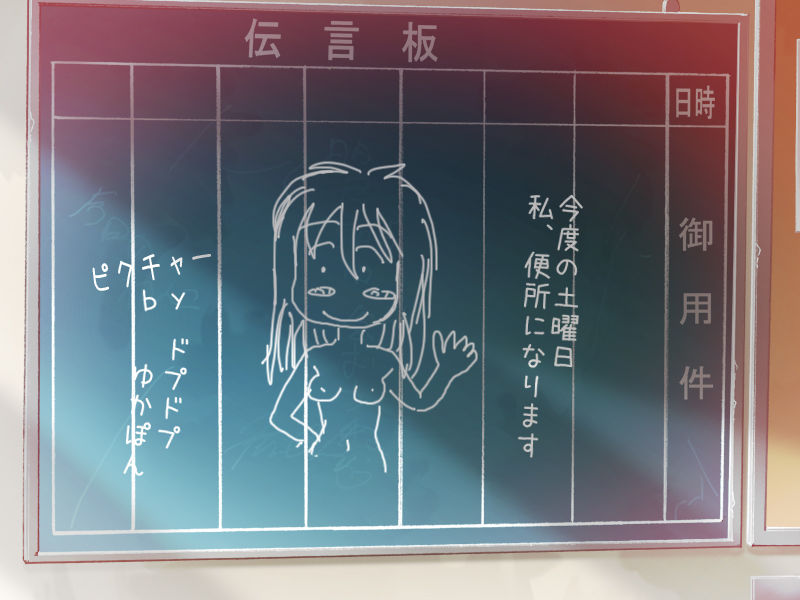 伝言板
日時
御用件
今度の土曜日
私、便所になります
ピクチャー
by
ドプドプ
ゆかぽん